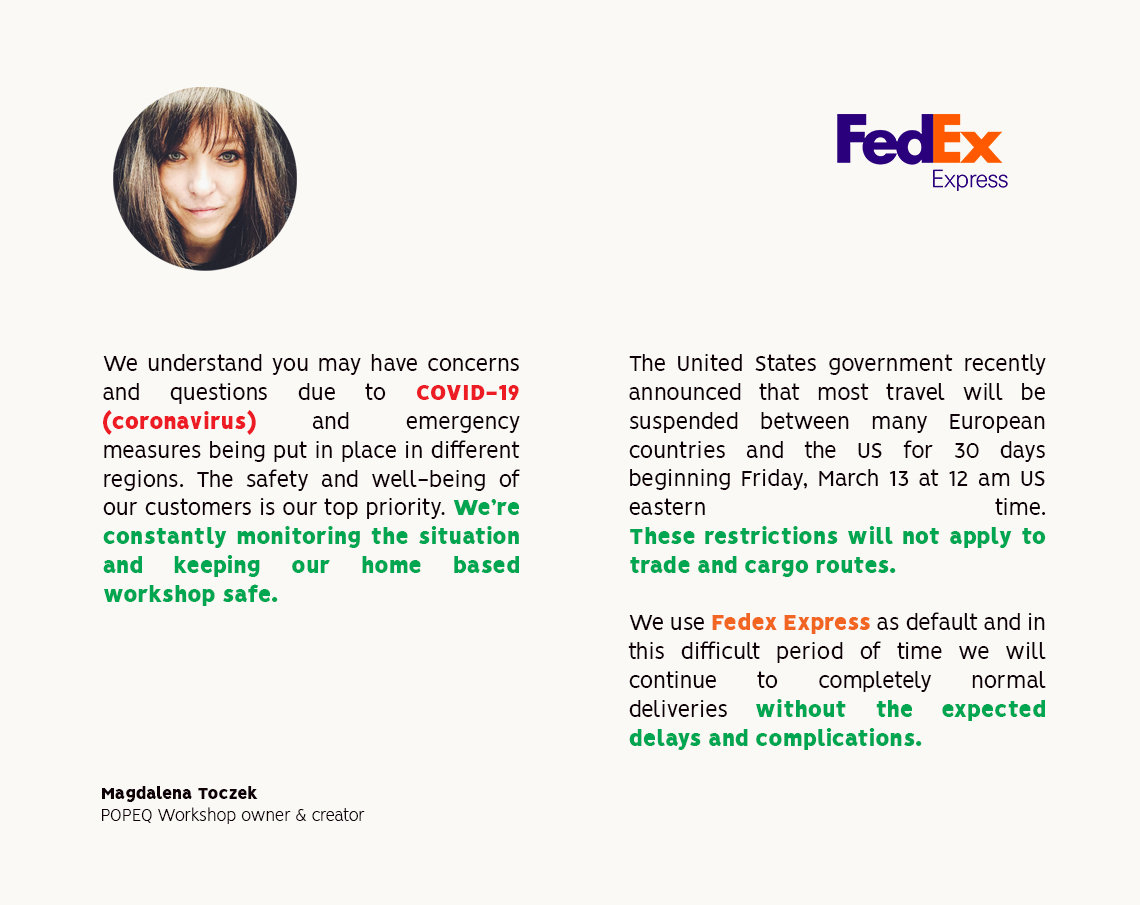 FedEx
Express
We understand you may have concerns
and questions due to COVID-19
(coronavirus) and emergency
measures being put in place in different
regions. The safety and well-being of
our customers is our top priority. We're
constantly monitoring the situation
and keeping our home based
workshop safe.
Magdalena Toczek
POPEQ Workshop owner & creator
The United States government recently
announced that most travel will be
suspended between many European
countries and the US for 30 days
beginning Friday, March 13 at 12 am US
eastern time.
These restrictions will not apply to
trade and cargo routes.
We use Fedex Express as default and in
this difficult period of time we will
continue to completely normal
deliveries without the expected
delays and complications.